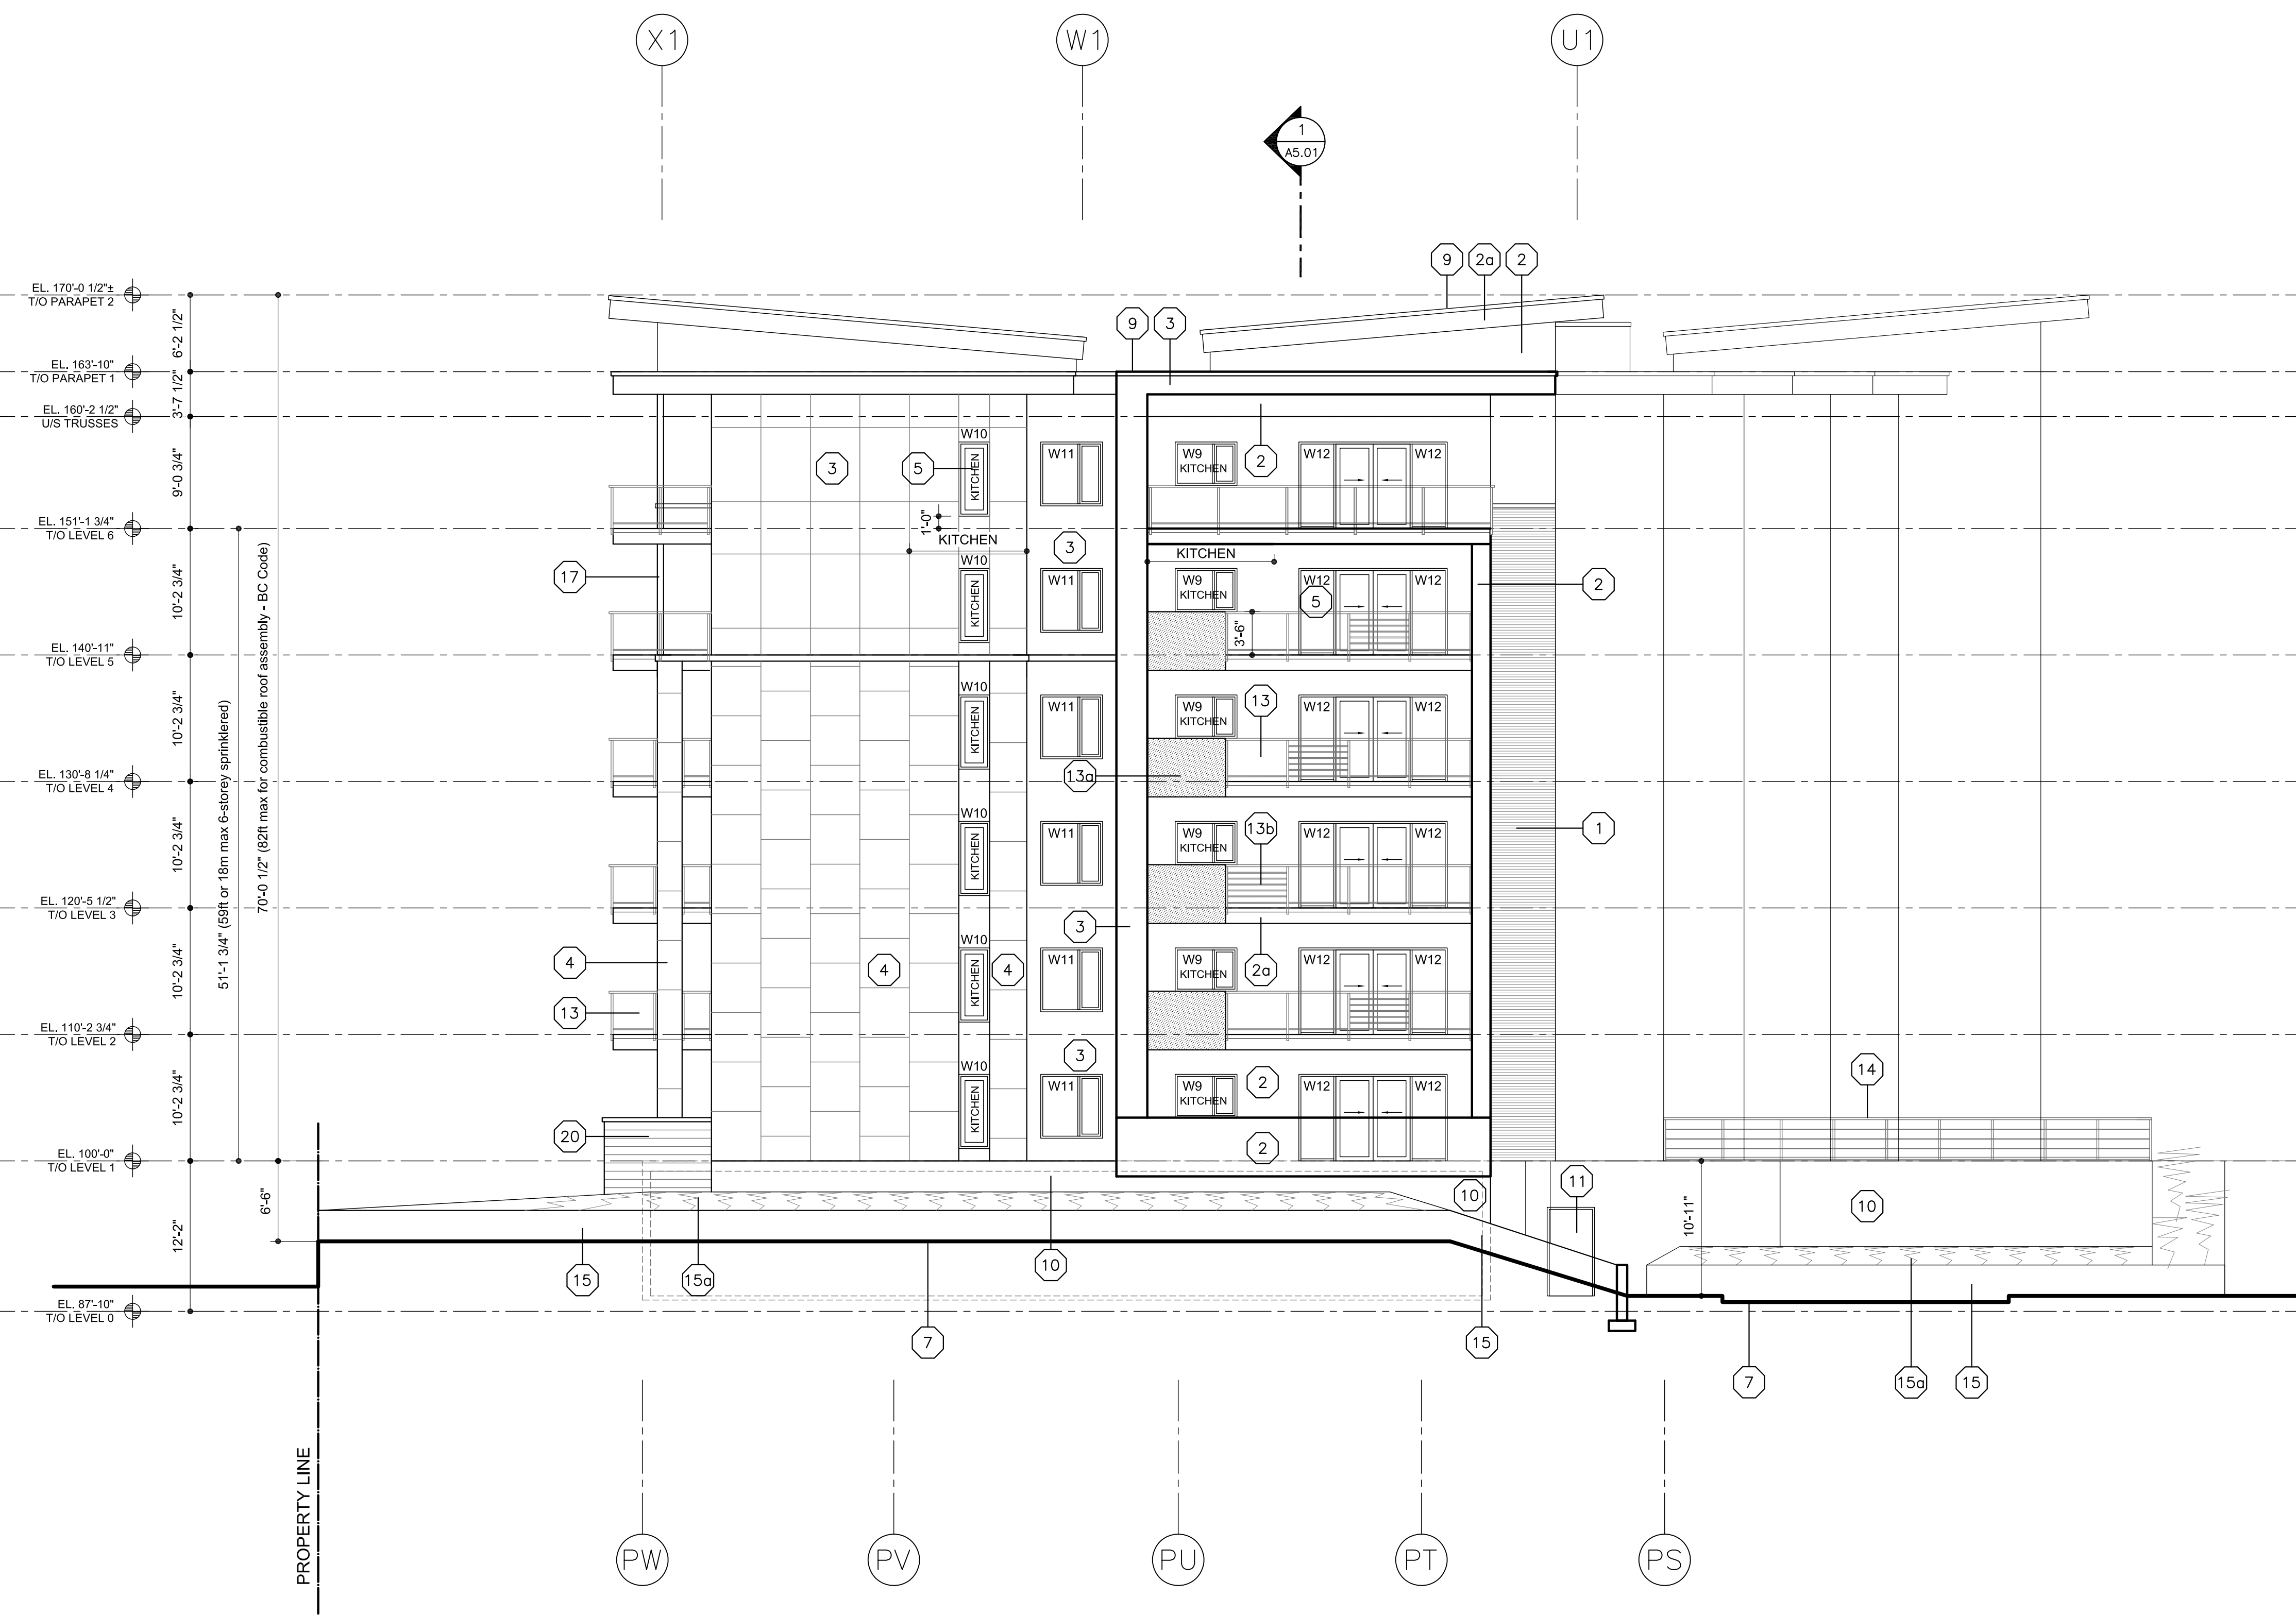 X1
W1
U1
1
A5.01
9
2a
2
EL. 170'-0 1/2"±
T/O PARAPET 2
6'-2 1/2"
9
3
EL. 163'-10"
T/O PARAPET 1
3'-7 1/2"
EL. 160'-2 1/2"
U/S TRUSSES
9'-0 3/4"
3
5
W10
KITCHEN
W11
W9
KITCHEN
2
W12
W12
1'-0"
EL. 151'-1 3/4"
T/O LEVEL 6
KITCHEN
3
KITCHEN
17
10'-2 3/4"
W10
KITCHEN
W11
W9
KITCHEN
W12
5
W12
2
3'-6"
70'-0 1/2" (82ft max for combustible roof assembly - BC Code)
51'-1 3/4" (59ft or 18m max 6-storey sprinklered)
EL. 140'-11"
T/O LEVEL 5
10'-2 3/4"
W10
KITCHEN
W11
W9
KITCHEN
13
W12
W12
13a
EL. 130'-8 1/4"
T/O LEVEL 4
10'-2 3/4"
W10
KITCHEN
W11
W9
KITCHEN
13b
W12
W12
1
EL. 120'-5 1/2"
T/O LEVEL 3
3
10'-2 3/4"
4
4
W10
KITCHEN
4
W11
W9
KITCHEN
2a
W12
W12
13
EL. 110'-2 3/4"
T/O LEVEL 2
3
14
10'-2 3/4"
W10
KITCHEN
W11
W9
KITCHEN
2
W12
W12
20
2
EL. 100'-0"
T/O LEVEL 1
6'-6"
12'-2"
10
11
10'-11"
10
15
15a
10
EL. 87'-10"
T/O LEVEL 0
7
15
7
15a
15
PROPERTY LINE
PW
PV
PU
PT
PS